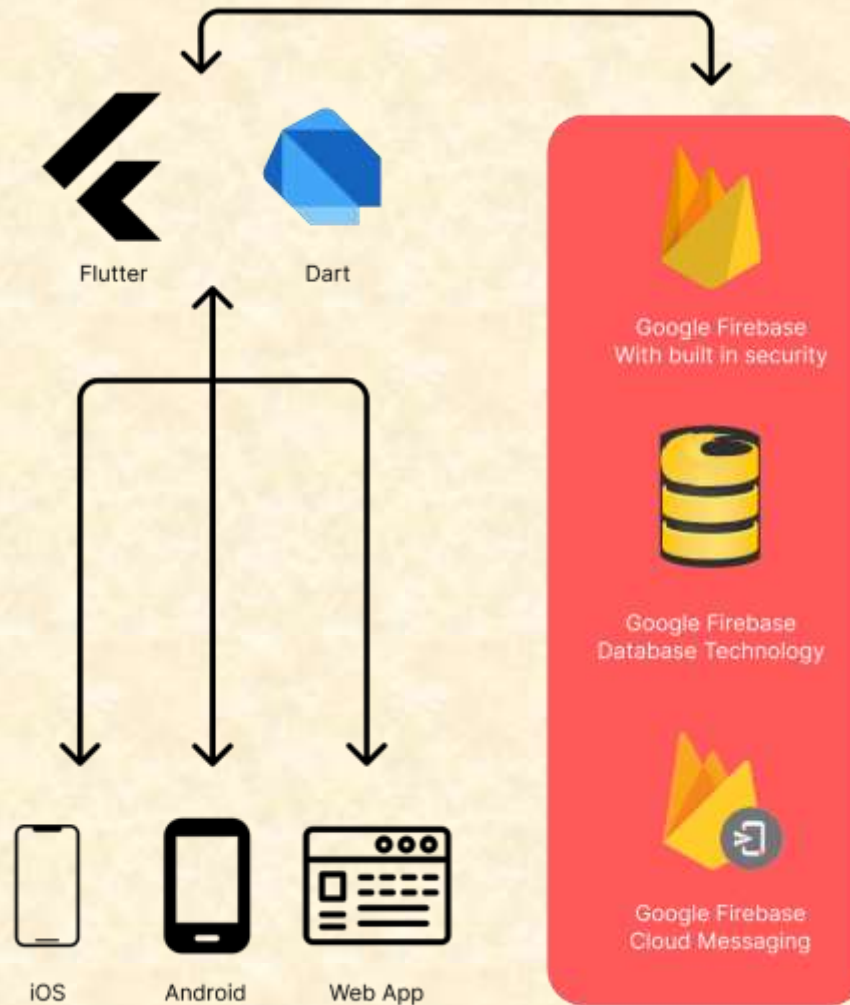 Flutter
Dart
Google Firebase
With built in security
Google Firebase
Database Technology
Google Firebase
Cloud Messaging
iOS
Android
Web App